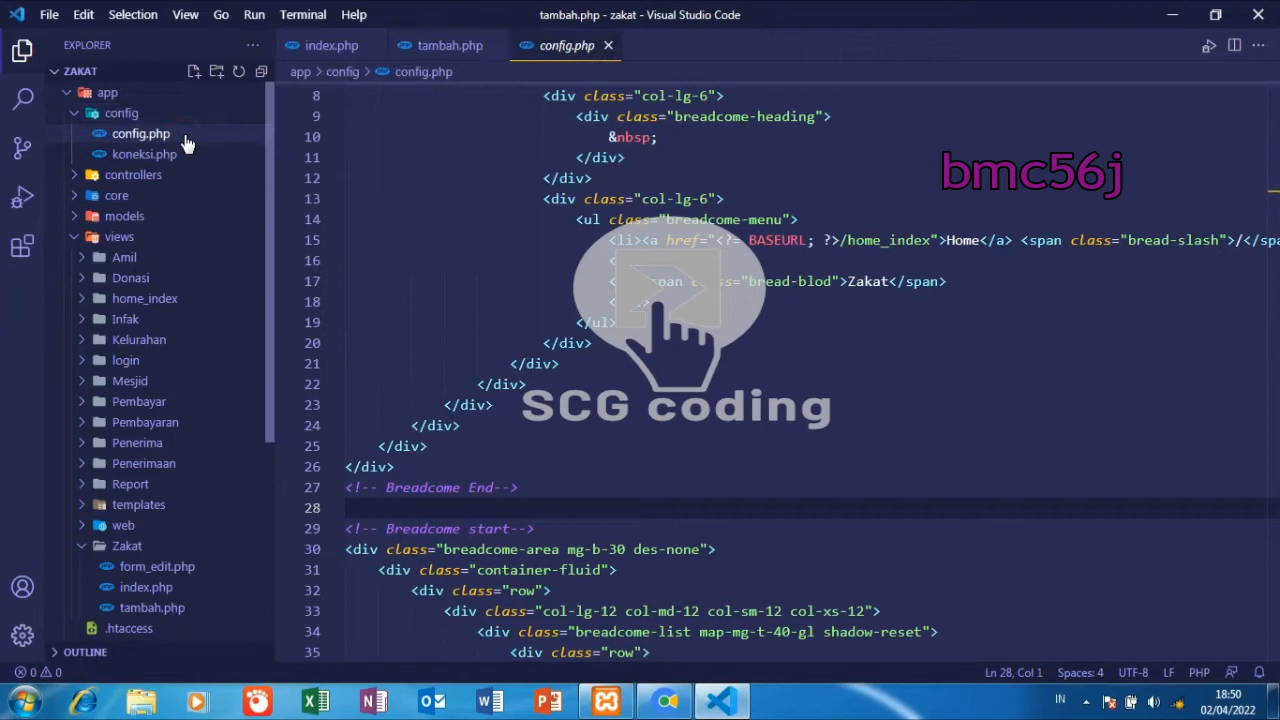 File Edit Selection View Go Run Terminal Help
tambah.php - zakat - Visual Studio Code
EXPLORER
ZAKAT
app
config
config.php
koneksi.php
controllers
core
models
views
Amil
Donasi
home_index
Infak
Kelurahan
login
Mesjid
Pembayar
Pembayaran
Penerima
Penerimaan
Report
templates
web
Zakat
form_edit.php
index.php
tambah.php
.htaccess
OUTLINE
index.php tambah.php config.php
app > config > config.php
8 <div class="col-lg-6">
9 <div class="breadcome-heading">
10 &nbsp;
11 </div>
12 </div>
13 <div class="col-lg-6">
14 <ul class="breadcome-menu">
15 <li><a href="<?= BASEURL; ?>/home_index">Home</a> <span class="bread-slash">/</sp
16 <
17 <span class="bread-blod">Zakat</span>
18 <
19 </ul>
20 </div>
21 </div>
22 </div>
23 </div>
24 </div>
25 </div>
26 </div>
27 <!-- Breadcome End-->
28
29 <!-- Breadcome start-->
30 <div class="breadcome-area mg-b-30 des-none">
31 <div class="container-fluid">
32 <div class="row">
33 <div class="col-lg-12 col-md-12 col-sm-12 col-xs-12">
34 <div class="breadcome-list map-mg-t-40-gl shadow-reset">
35 <div class="row">
bmc56j
SCG coding
0 0
Ln 28, Col 1 Spaces: 4 UTF-8 LF PHP
IN
18:50
02/04/2022